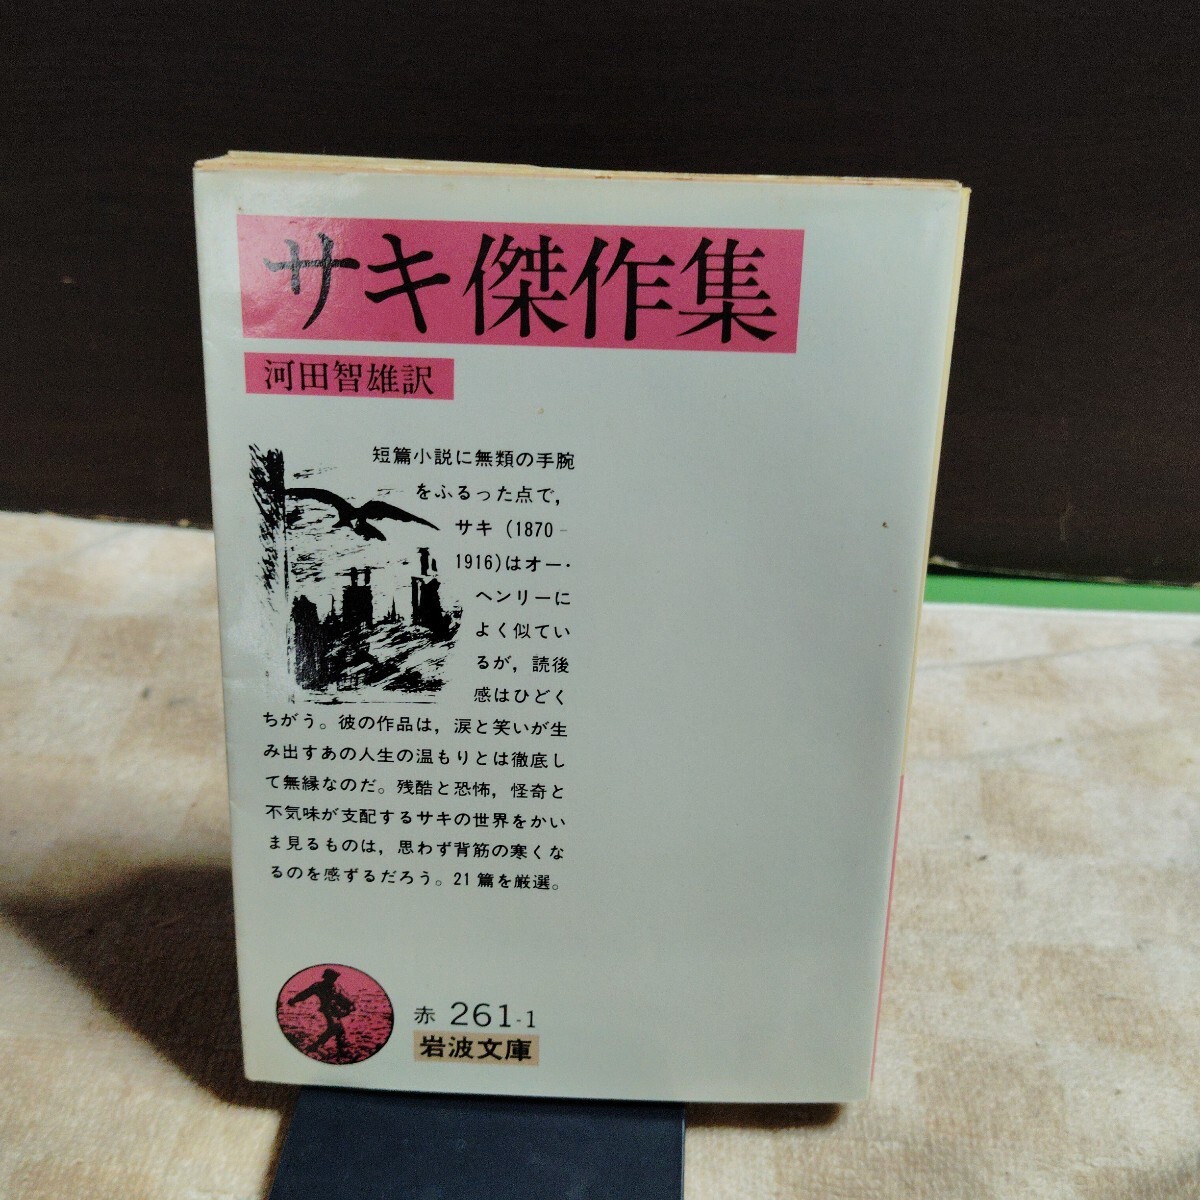 サキ傑作集
河田智雄訳
短篇小説に無類の手腕
をふるった点で，
サキ（1870－
1916)はオー・
ヘンリーに
よく似てい
るが，読後
感はひどく
ちがう。彼の作品は，涙と笑いが生
み出すあの人生の温もりとは徹底し
て無縁なのだ。残酷と恐怖，怪奇と
不気味が支配するサキの世界をかい
ま見るものは，思わず背筋の寒くな
るのを感ずるだろう。21篇を厳選。
赤 261-1
岩波文庫